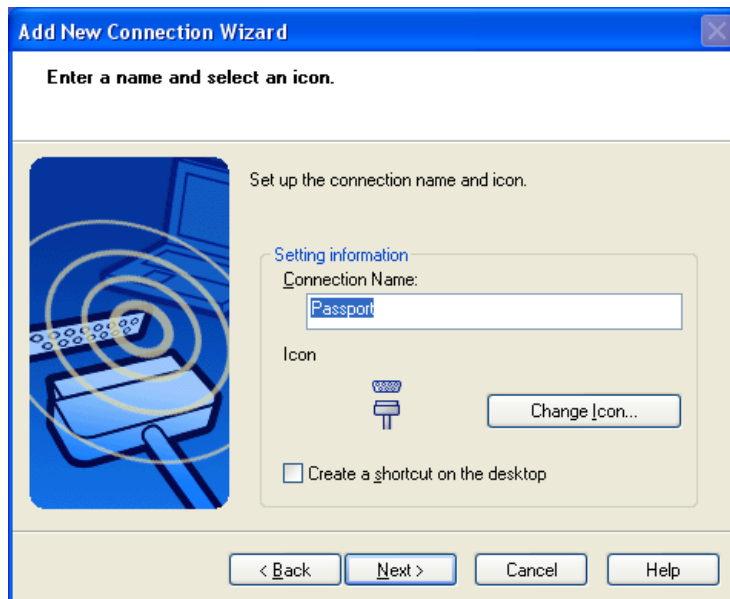 Add New Connection Wizard
Enter a name and select an icon.
Set up the connection name and icon.
Setting information
Connection Name:
Passport
Icon
Change Icon...
Create a shortcut on the desktop
< Back
Next >
Cancel
Help